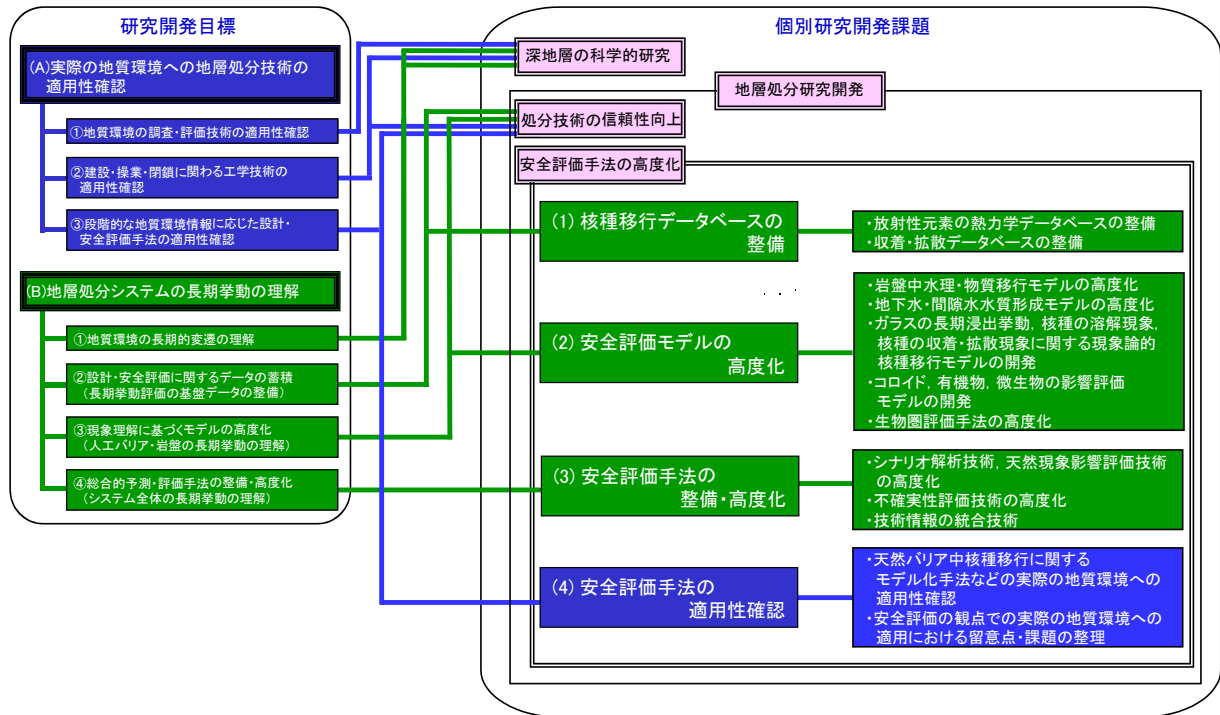 研究開発目標
(A)実際の地質環境への地層処分技術の
適用性確認
①地質環境の調査・評価技術の適用性確認
②建設・操業・閉鎖に関わる工学技術の
適用性確認
③段階的な地質環境情報に応じた設計・
安全評価手法の適用性確認
(B)地層処分システムの長期挙動の理解
①地質環境の長期的変遷の理解
②設計・安全評価に関するデータの蓄積
(長期挙動評価の基盤データの整備)
③現象理解に基づくモデルの高度化
(人工バリア・岩盤の長期挙動の理解)
④総合的予測・評価手法の整備・高度化
(システム全体の長期挙動の理解)
個別研究開発課題
深地層の科学的研究
地層処分研究開発
処分技術の信頼性向上
安全評価手法の高度化
(1) 核種移行データベースの
整備
・放射性元素の熱力学データベースの整備
・収着・拡散データベースの整備
(2) 安全評価モデルの
高度化
・岩盤中水理・物質移行モデルの高度化
・地下水・間隙水水質形成モデルの高度化
・ガラスの長期浸出挙動, 核種の溶解現象,
核種の収着・拡散現象に関する現象論的
核種移行モデルの開発
・コロイド, 有機物, 微生物の影響評価
モデルの開発
・生物圏評価手法の高度化
(3) 安全評価手法の
整備・高度化
・シナリオ解析技術, 天然現象影響評価技術
の高度化
・不確実性評価技術の高度化
・技術情報の統合技術
(4) 安全評価手法の
適用性確認
・天然バリア中核種移行に関する
モデル化手法などの実際の地質環境への
適用性確認
・安全評価の観点での実際の地質環境への
適用における留意点・課題の整理